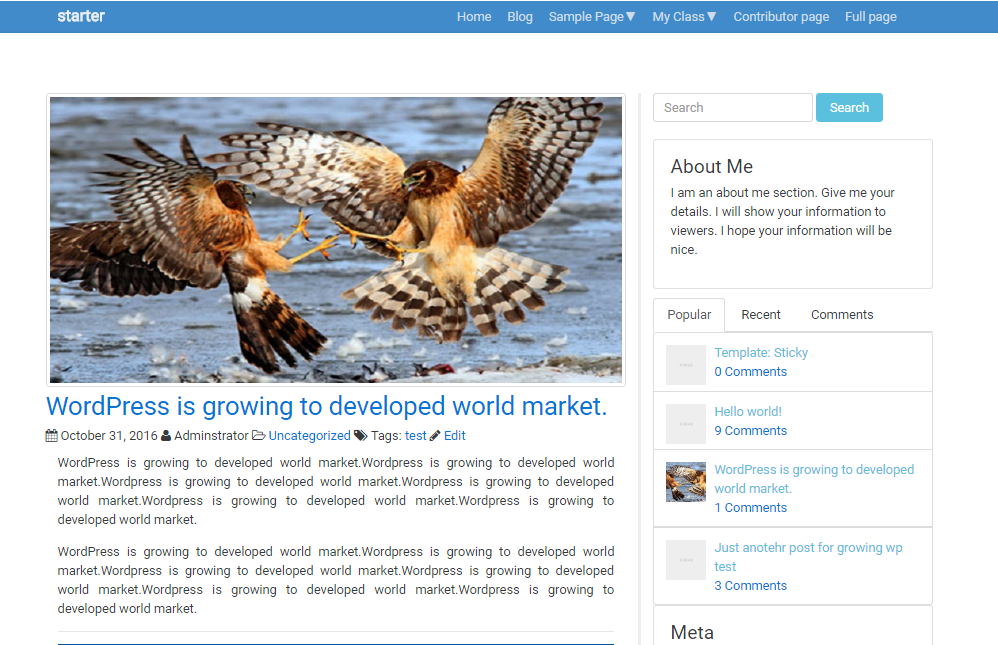 starter
Home Blog Sample Page▼ My Class▼ Contributor page Full page
WordPress is growing to developed world market.
October 31, 2016 Adminstrator Uncategorized Tags: test Edit
WordPress is growing to developed world market.Wordpress is growing to developed world
market.Wordpress is growing to developed world market.Wordpress is growing to developed
world market.Wordpress is growing to developed world market.Wordpress is growing to
developed world market.
WordPress is growing to developed world market.Wordpress is growing to developed world
market.Wordpress is growing to developed world market.Wordpress is growing to developed
world market.Wordpress is growing to developed world market.Wordpress is growing to
developed world market.
Search Search
About Me
I am an about me section. Give me your
details. I will show your information to
viewers. I hope your information will be
nice.
Popular Recent Comments
Template: Sticky
0 Comments
Hello world!
9 Comments
WordPress is growing to developed
world market.
1 Comments
Just anotehr post for growing wp
test
3 Comments
Meta